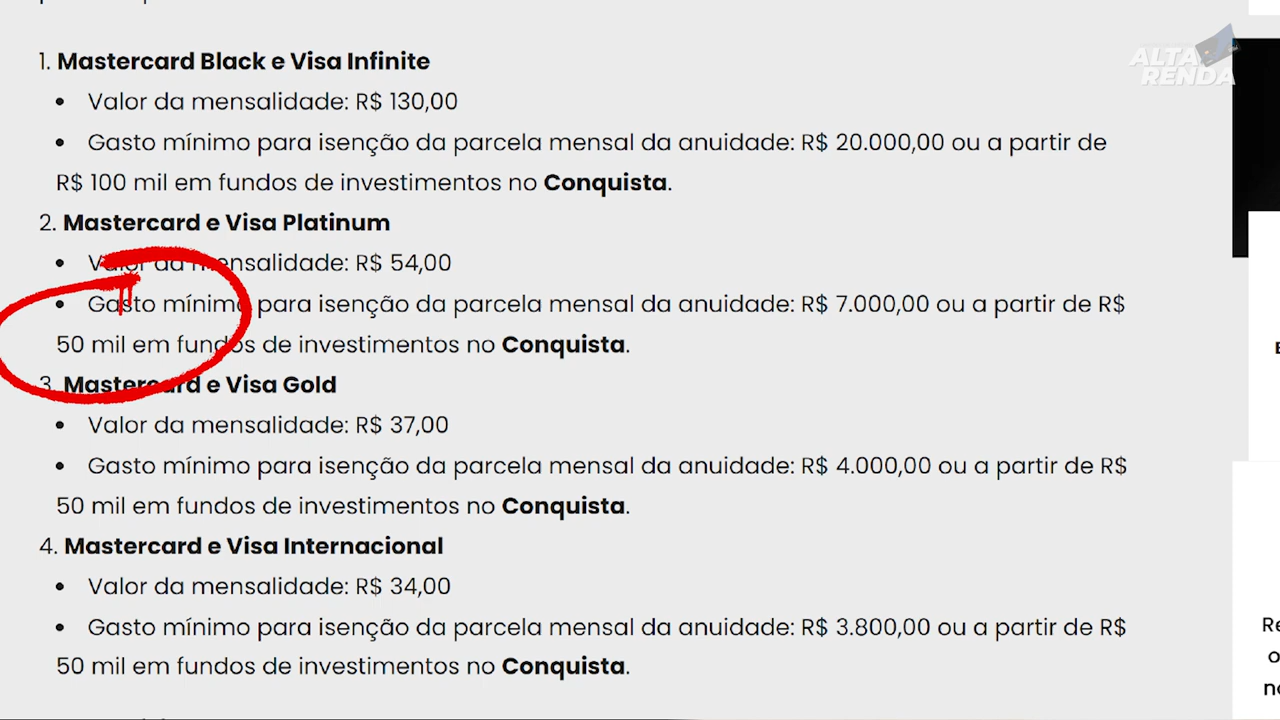 ALTA
RENDA
1. Mastercard Black e Visa Infinite
• Valor da mensalidade: R$ 130,00
• Gasto mínimo para isenção da parcela mensal da anuidade: R$ 20.000,00 ou a partir de
R$ 100 mil em fundos de investimentos no Conquista.
2. Mastercard e Visa Platinum
• Valor da mensalidade: R$ 54,00
• Gasto mínimo para isenção da parcela mensal da anuidade: R$ 7.000,00 ou a partir de R$
50 mil em fundos de investimentos no Conquista.
3. Mastercard e Visa Gold
• Valor da mensalidade: R$ 37,00
• Gasto mínimo para isenção da parcela mensal da anuidade: R$ 4.000,00 ou a partir de R$
50 mil em fundos de investimentos no Conquista.
4. Mastercard e Visa Internacional
• Valor da mensalidade: R$ 34,00
• Gasto mínimo para isenção da parcela mensal da anuidade: R$ 3.800,00 ou a partir de R$
50 mil em fundos de investimentos no Conquista.